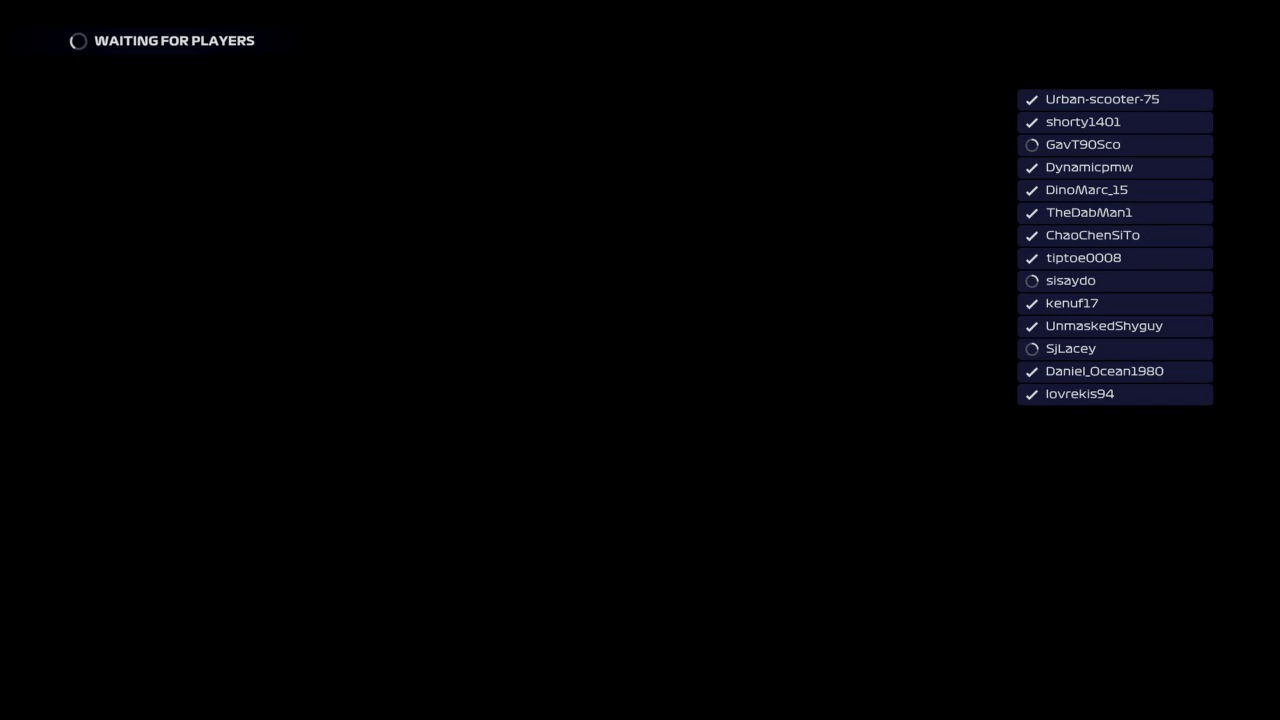 WAITING FOR PLAYERS
Urban-scooter-75
shorty1401
GavT90Sco
Dynamicpmw
DinoMarc_15
TheDabMan1
ChaoChenSiTo
tiptoe0008
sisaydo
kenuf17
UnmaskedShyguy
SjLacey
Daniel_Ocean1980
lovrekis94